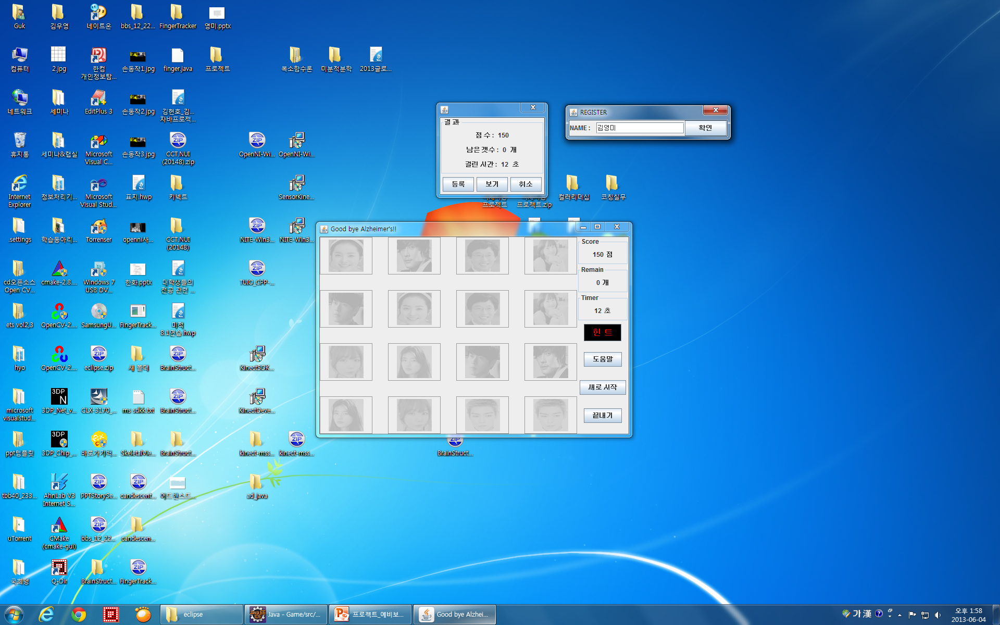 Guk
김우영
네이트온
bbs_12_22...
FingerTracker
영미.pptx
컴퓨터
2.jpg
한컴
개인정보탐...
손동작1.jpg
finger.java
프로젝트
복소함수론
미분적분학
2013글로...
네트워크
세미나
EditPlus 3
손동작2.jpg
김현호_김...
자바프로젝...
휴지통
세미나&랩실
Microsoft
Visual C...
손동작3.jpg
CCT.NUI
(20148).zip
OpenNI-Wi...
OpenNI-Wi...
Internet
Explorer
정보처리기...
Microsoft
Visual Stud...
표지.hwp
키넥트
SensorKine...
프로젝트
프로젝트.zip
컬러리더십
코칭실무
.settings
학습동아리...
Torrenser
openni사...
CCT.NUI
(20148)
NITE-Win3...
NITE-Win3...
cd오픈소스
Open CV...
cmake-2.8....
Windows 7
USB DV...
한화.pptx
대학생들의
전공 관련 ...
TUIO_CPP-...
ets vol2,3
OpenCV-2....
SamsungU...
FingerTrack...
미적
8.1연습.hwp
hyo
OpenCV-2....
eclipse.zip
새 폴더
BrainStruct...
KinectSDK...
microsoft
visualstud...
3DP
N
3DP_Net_v...
CLX-3170_...
ms sdkk.txt
BrainStruct...
KinectDeve...
ppt템플릿
3DP
3DP_Chip_...
바로가기백...
SkeletalVie...
BrainStruct...
kinect-mss...
kinect-mss...
BrainStruct...
tbb40_233...
AhnLab V3
Internet S...
PPTStorySe...
candescent...
어드밴스드...
ad_java
uTorrent
CMake
(cmake-gui)
bbs_12_22...
candescen...
국희형
Q-Dir
BrainStruct...
FingerTrack...
결 과
점 수 : 150
남은 갯수 : 0 개
걸린 시간 : 12 초
등록
보기
취소
REGISTER
NAME :
김영미
확인
Good bye Alzheimer's!!
Score
150 점
Remain
0 개
Timer
12 초
힌 트
도움말
새로 시작
끝내기
eclipse
Java EE
IDE
Java - Game/src/...
프로젝트_예비보...
Good bye Alzhei...
가 漢
오후 1:58
2013-06-04